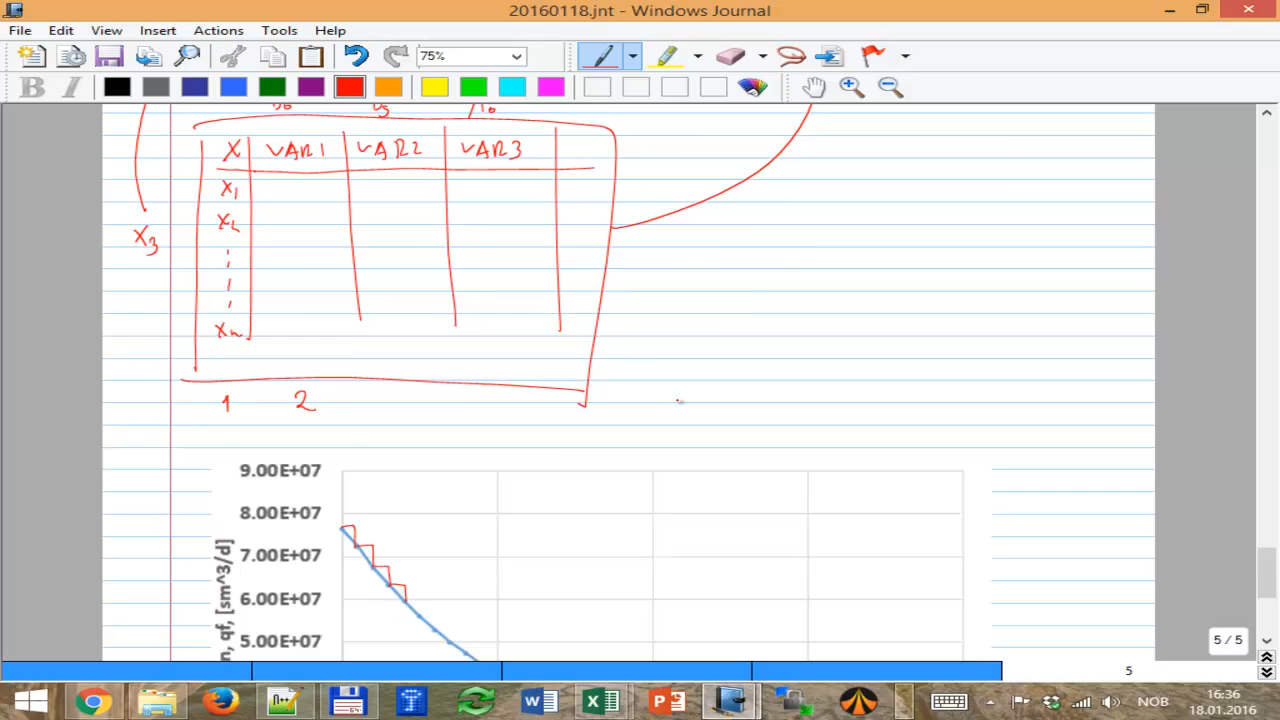 20160118.jnt - Windows Journal
File Edit View Insert Actions Tools Help
75%
B I
X VAR1 VAR2 VAR3
X1
X2
X3
Xn
1 2
9.00E+07
8.00E+07
7.00E+07
6.00E+07
5.00E+07
n, qf, [sm^3/d]
5 / 5
5
NOB
16:36
18.01.2016